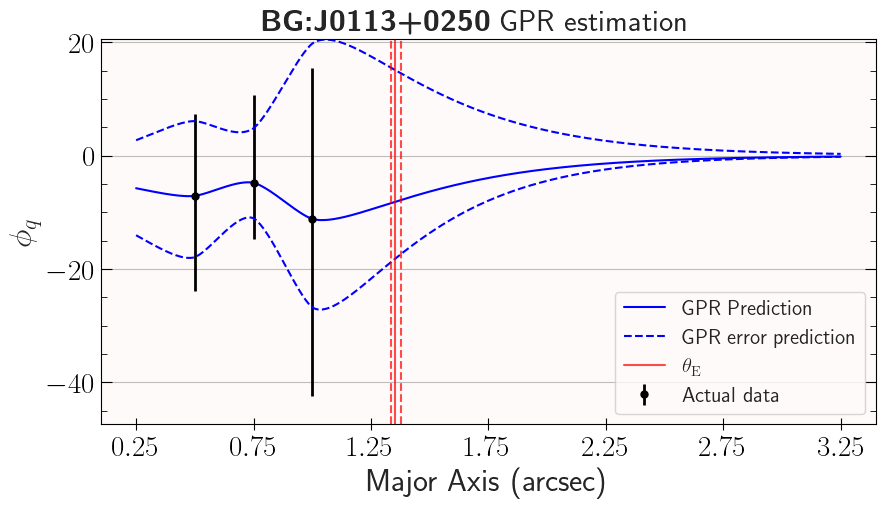 BG:J0113+0250 GPR estimation
20
0
−20
−40
ϕq
0.25 0.75 1.25 1.75 2.25 2.75 3.25
Major Axis (arcsec)
GPR Prediction
GPR error prediction
θE
Actual data